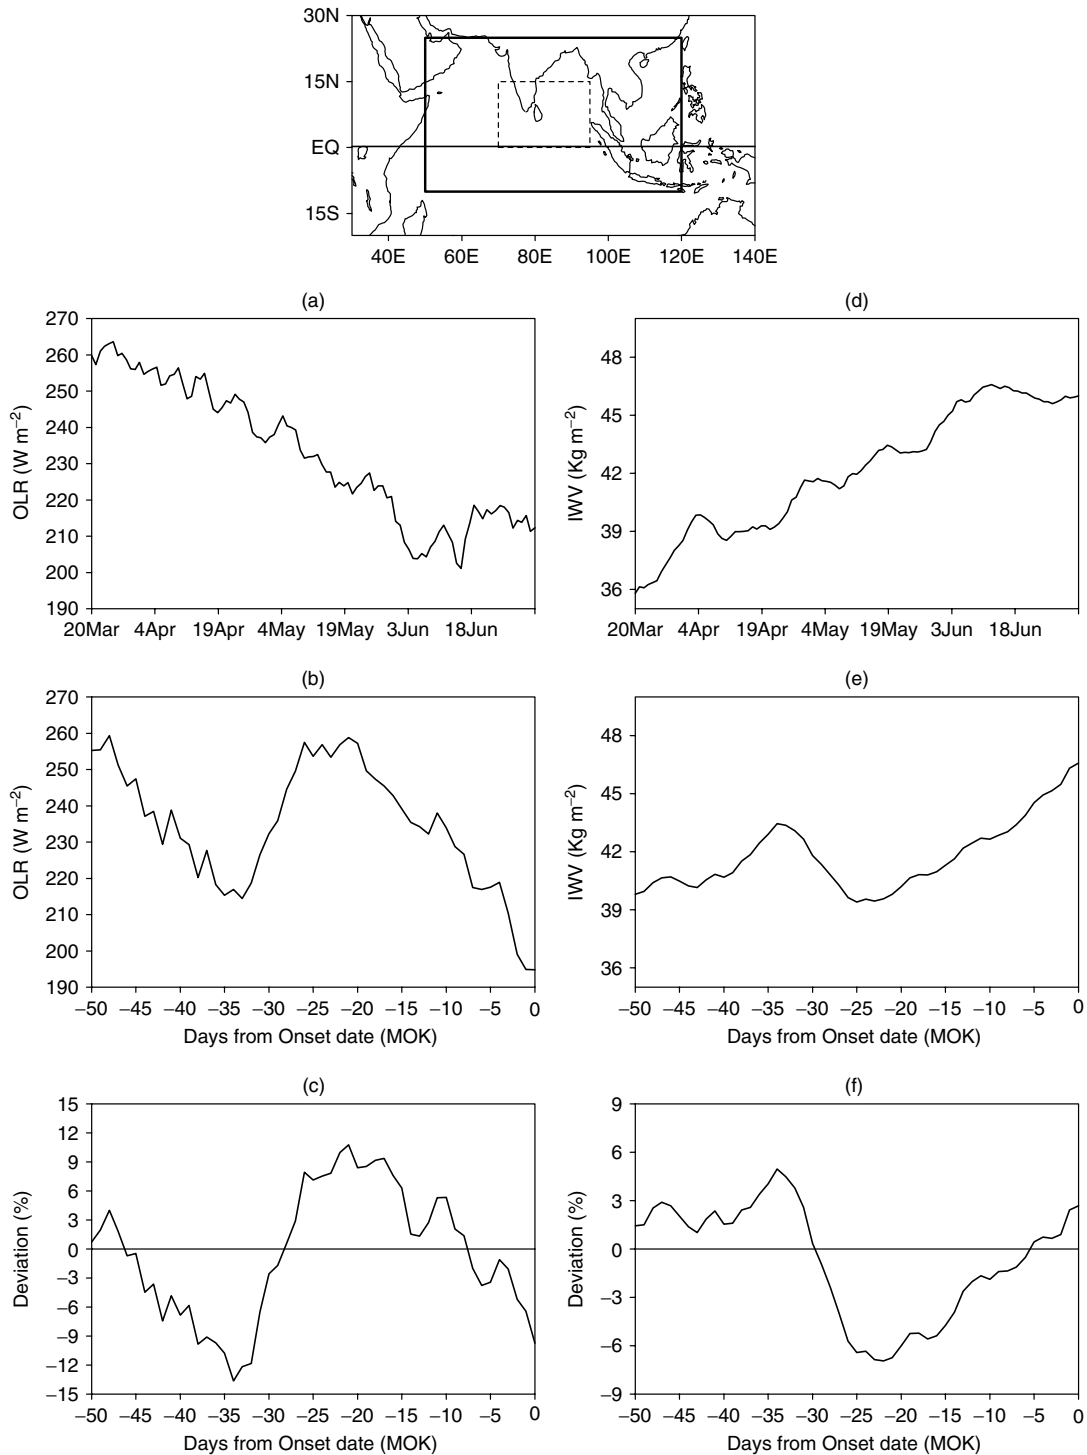 30N
15N
EQ
15S
40E 60E 80E 100E 120E 140E
(a)
270
260
250
240
230
220
210
200
190
OLR (W m−2)
20Mar 4Apr 19Apr 4May 19May 3Jun 18Jun
(d)
48
45
42
39
36
IWV (Kg m−2)
20Mar 4Apr 19Apr 4May 19May 3Jun 18Jun
(b)
270
260
250
240
230
220
210
200
190
OLR (W m−2)
−50 −45 −40 −35 −30 −25 −20 −15 −10 −5 0
Days from Onset date (MOK)
(e)
48
45
42
39
36
IWV (Kg m−2)
−50 −45 −40 −35 −30 −25 −20 −15 −10 −5 0
Days from Onset date (MOK)
(c)
15
12
9
6
3
0
−3
−6
−9
−12
−15
Deviation (%)
−50 −45 −40 −35 −30 −25 −20 −15 −10 −5 0
Days from Onset date (MOK)
(f)
9
6
3
0
−3
−6
−9
Deviation (%)
−50 −45 −40 −35 −30 −25 −20 −15 −10 −5 0
Days from Onset date (MOK)